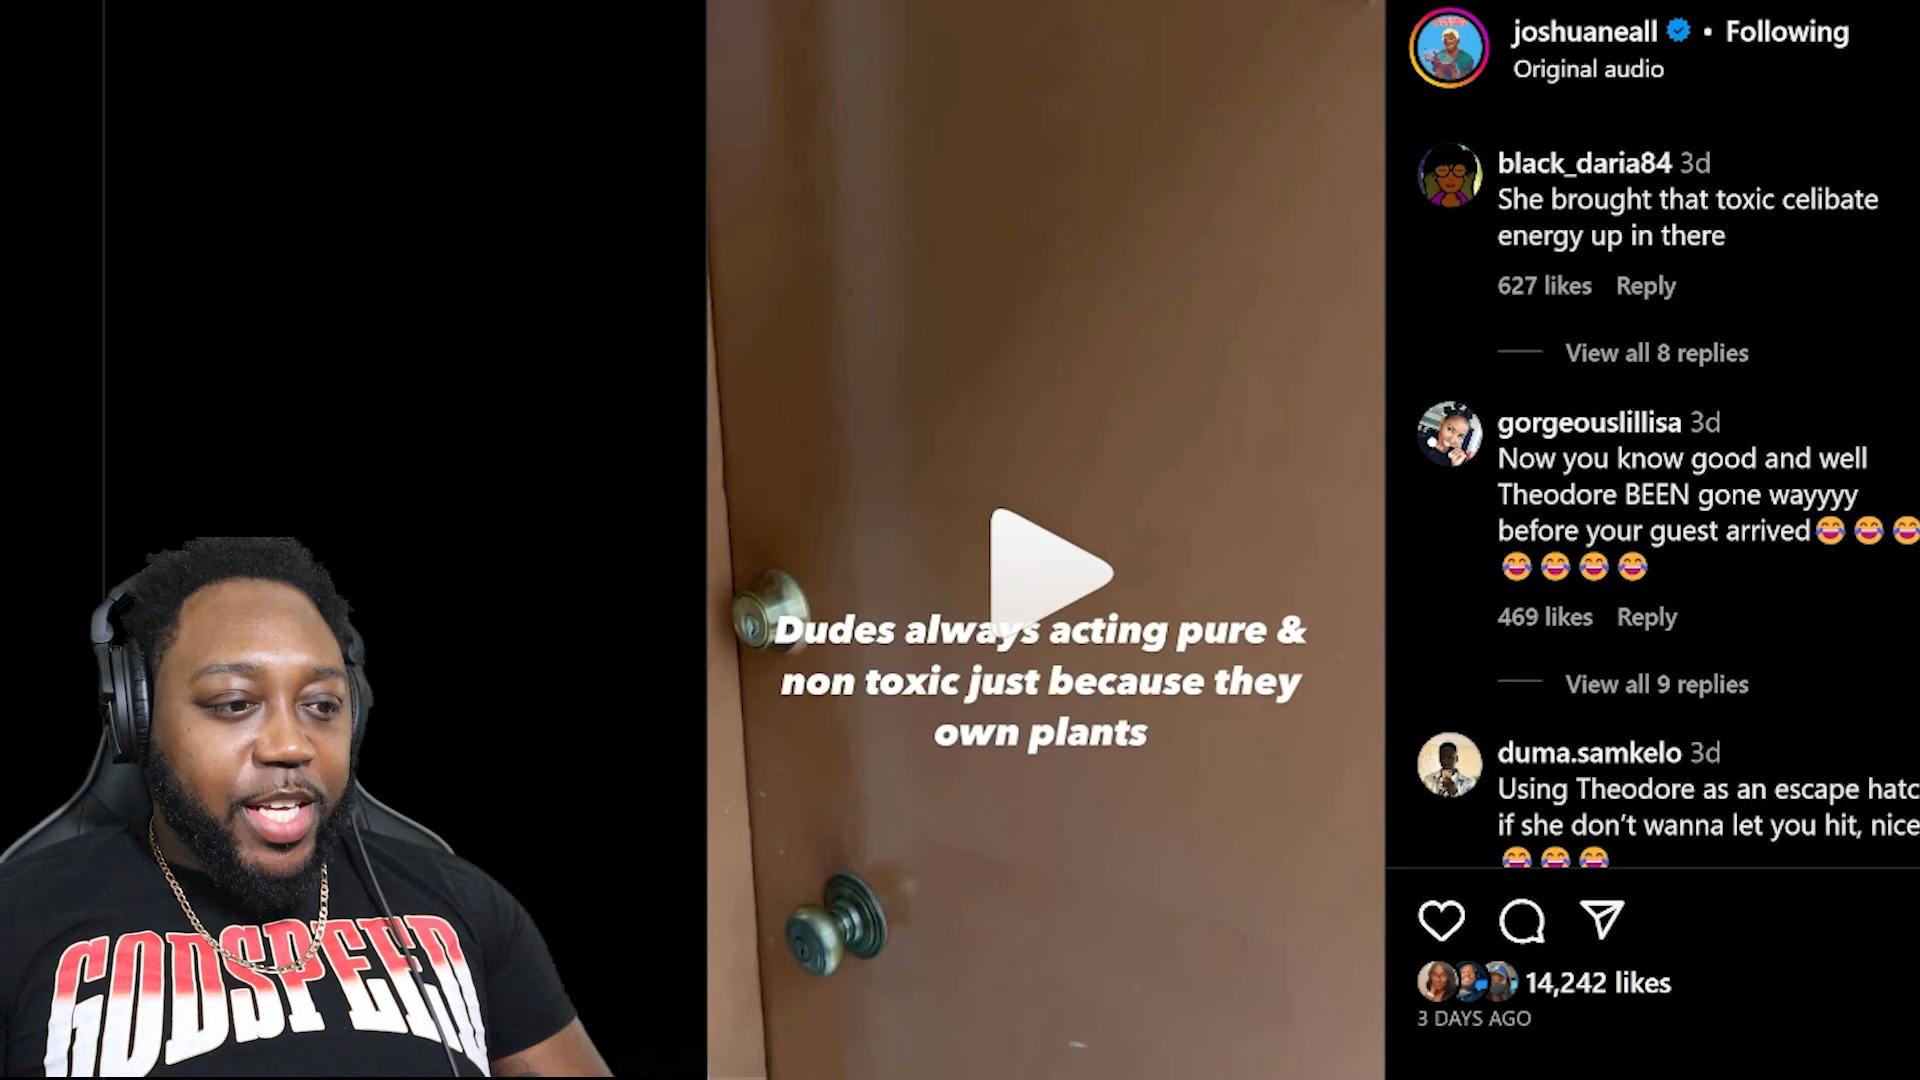 joshuaneall • Following
Original audio
black_daria84 3d
She brought that toxic celibate
energy up in there
627 likes Reply
View all 8 replies
gorgeouslillisa 3d
Now you know good and well
Theodore BEEN gone wayyyy
before your guest arrived😂😂😂
😂😂😂😂
469 likes Reply
View all 9 replies
duma.samkelo 3d
Using Theodore as an escape hatc
if she don't wanna let you hit, nice
😂😂😂
14,242 likes
3 DAYS AGO
Dudes always acting pure &
non toxic just because they
own plants
GODSPEED